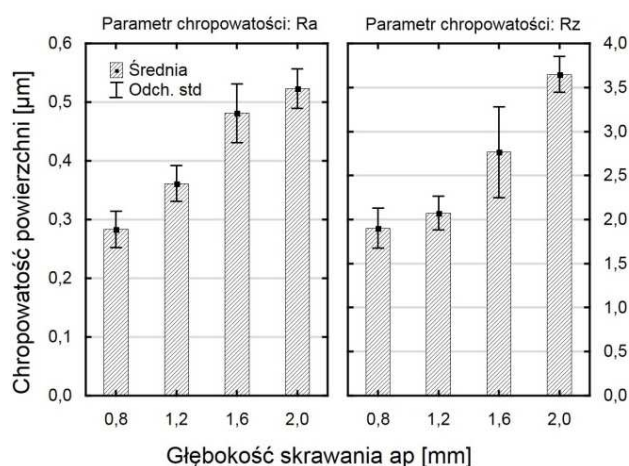 Parametr chropowatości: Ra
Parametr chropowatości: Rz
Chropowatość powierzchni [µm]
0,6
0,5
0,4
0,3
0,2
0,1
0,0
Średnia
Odch. std
4,0
3,5
3,0
2,5
2,0
1,5
1,0
0,5
0,0
0,8 1,2 1,6 2,0
0,8 1,2 1,6 2,0
Głębokość skrawania ap [mm]